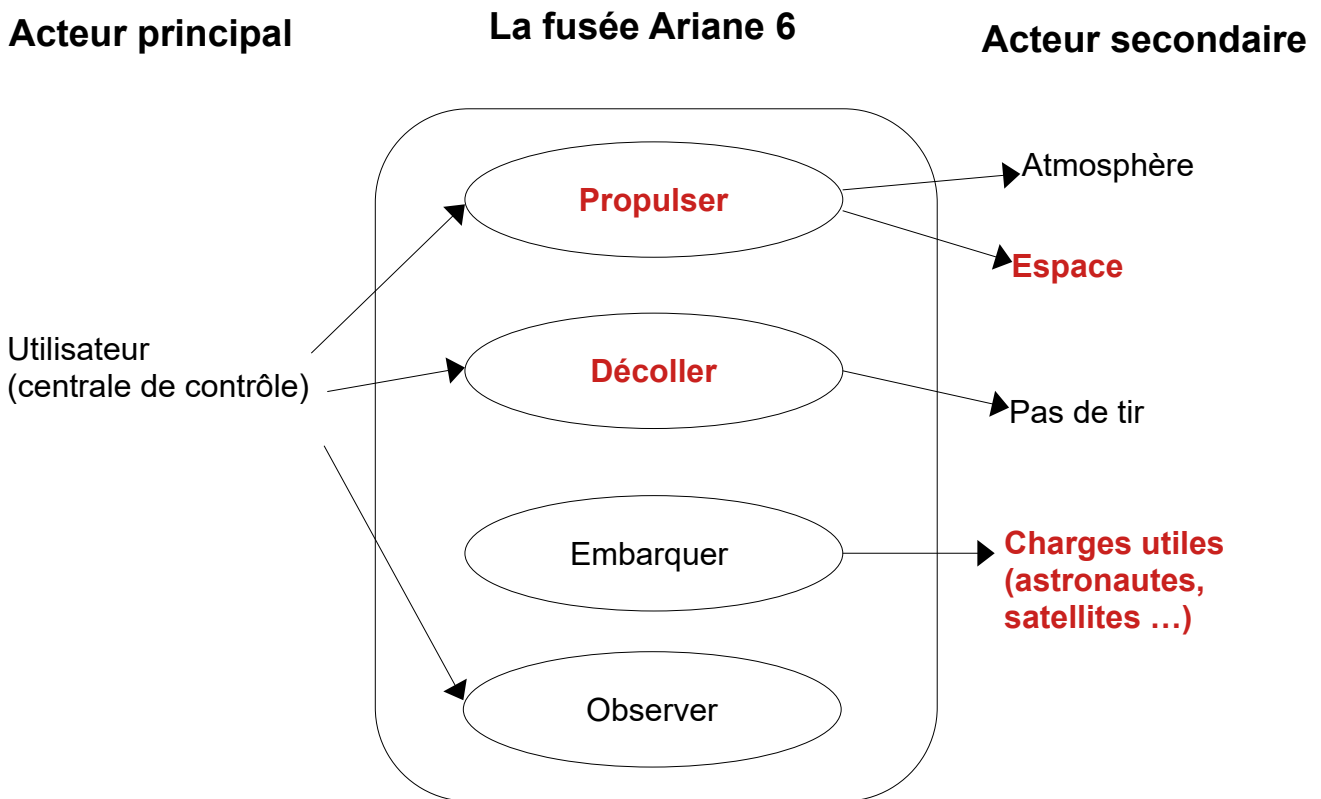 Acteur principal
La fusée Ariane 6
Acteur secondaire
Propulser
Atmosphère
Espace
Utilisateur
(centrale de contrôle)
Décoller
Pas de tir
Embarquer
Charges utiles
(astronautes,
satellites …)
Observer